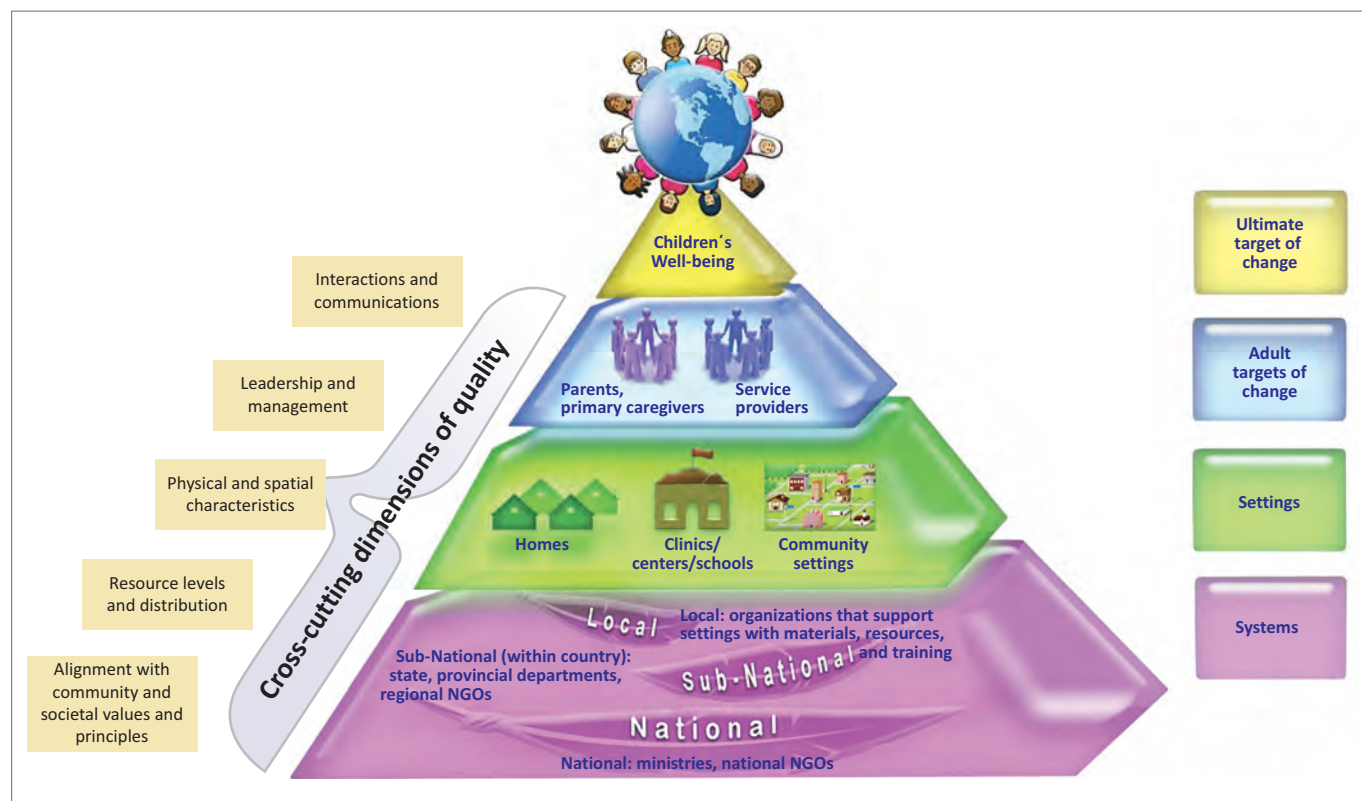 Children´s
Well-being
Parents,
primary caregivers
Service
providers
Homes
Clinics/
centers/schools
Community
settings
Local
Local: organizations that support
settings with materials, resources,
and training
Sub-National (within country):
state, provincial departments,
regional NGOs
Sub-National
National
National: ministries, national NGOs
Cross-cutting dimensions of quality
Interactions and
communications
Leadership and
management
Physical and spatial
characteristics
Resource levels
and distribution
Alignment with
community and
societal values and
principles
Ultimate
target of
change
Adult
targets of
change
Settings
Systems